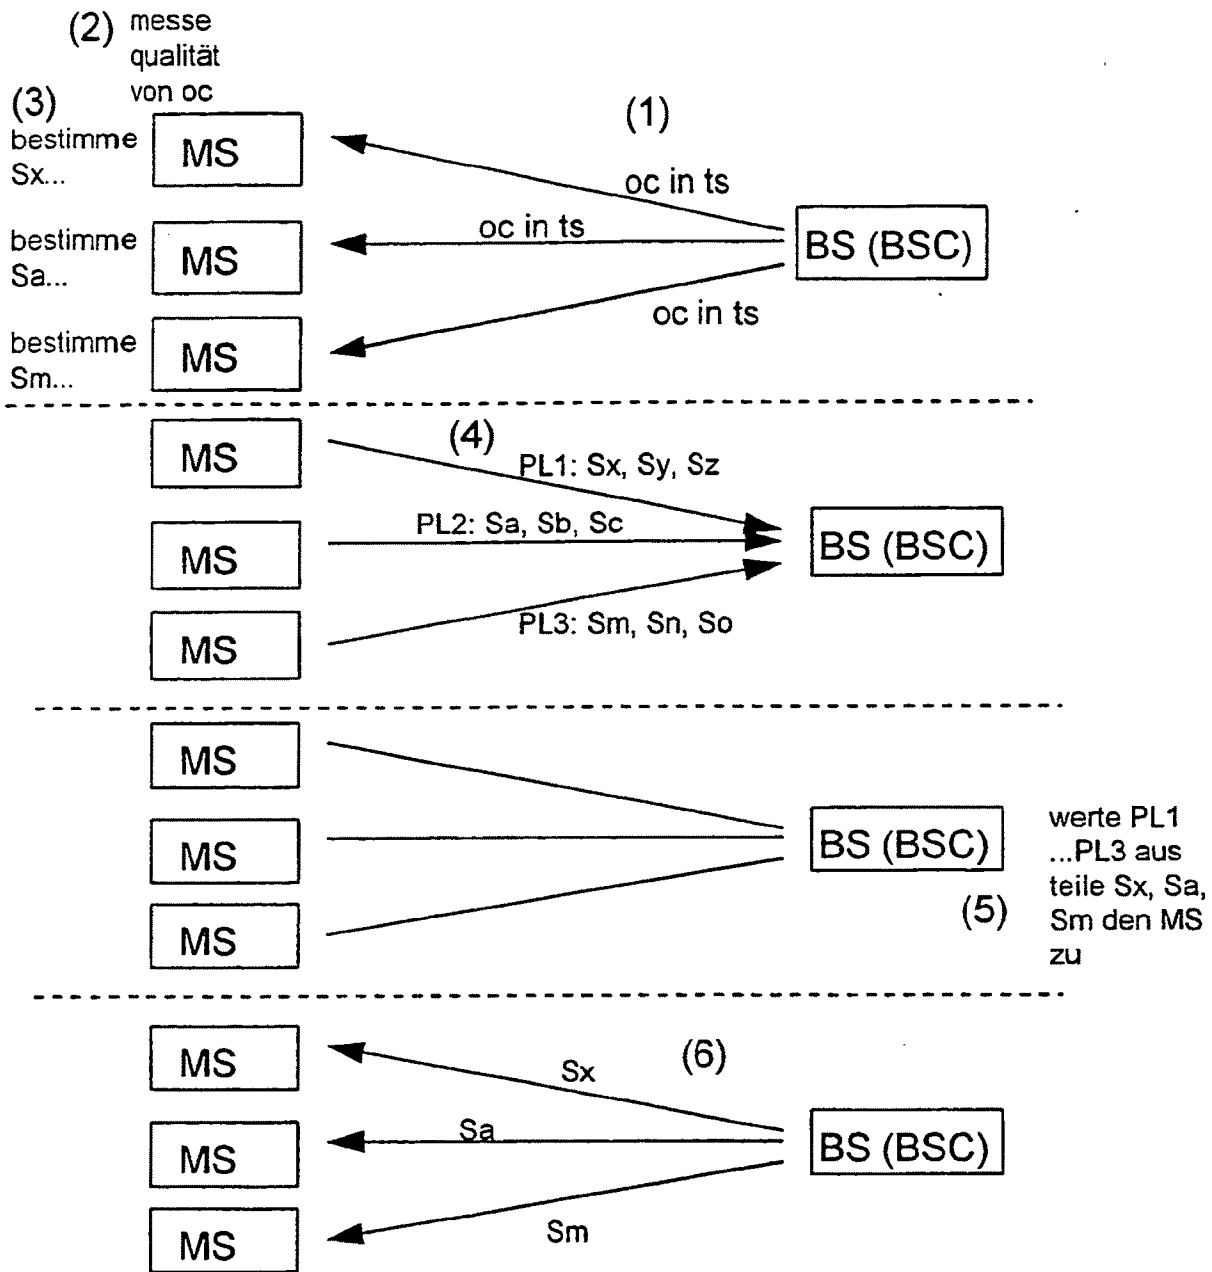 (2) messe
qualität
von oc
(3)
bestimme
Sx...
MS
(1)
oc in ts
bestimme
Sa...
MS
oc in ts
BS (BSC)
bestimme
Sm...
MS
oc in ts
MS
(4)
PL1: Sx, Sy, Sz
MS
PL2: Sa, Sb, Sc
BS (BSC)
MS
PL3: Sm, Sn, So
MS
MS
BS (BSC)
MS
(5)
werte PL1
...PL3 aus
teile Sx, Sa,
Sm den MS
zu
MS
(6)
Sx
MS
Sa
BS (BSC)
MS
Sm